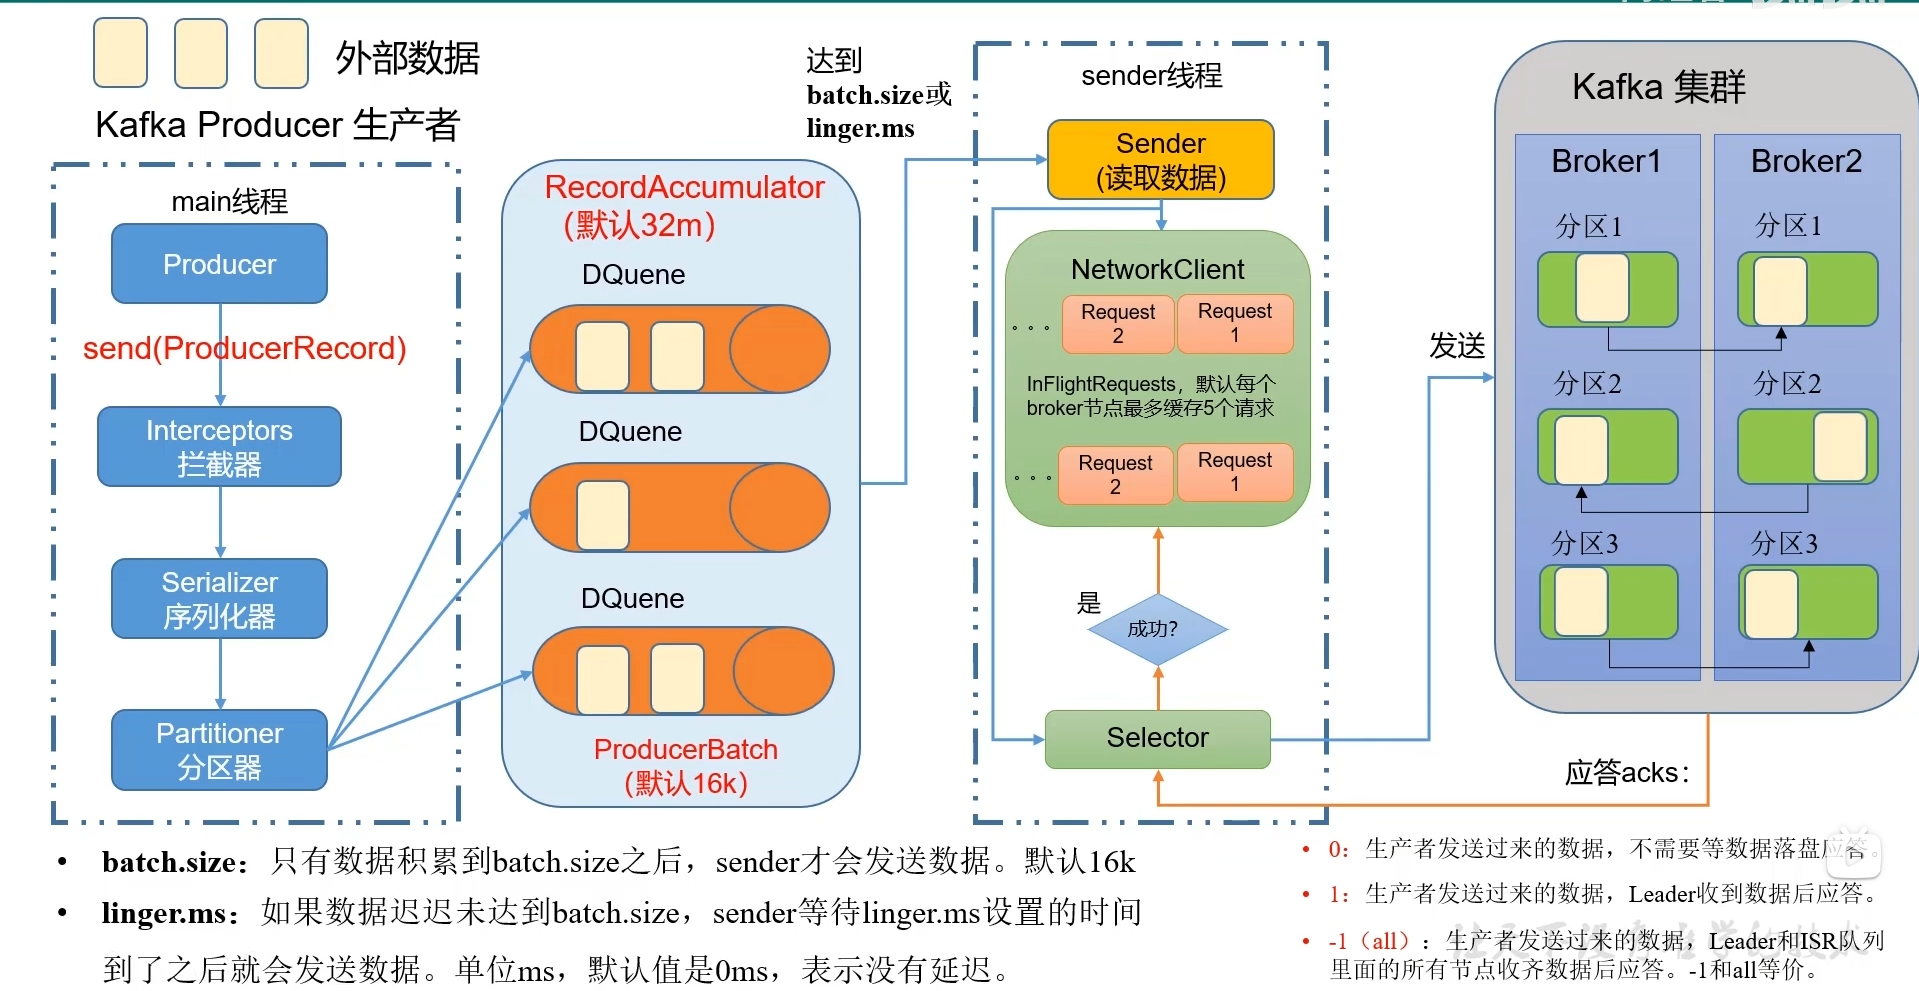 外部数据
Kafka Producer 生产者
main线程
Producer
send(ProducerRecord)
Interceptors
拦截器
Serializer
序列化器
Partitioner
分区器
RecordAccumulator
（默认32m）
DQuene
DQuene
DQuene
ProducerBatch
（默认16k）
达到
batch.size或
linger.ms
sender线程
Sender
(读取数据)
NetworkClient
。。。
Request
2
Request
1
InFlightRequests，默认每个
broker节点最多缓存5个请求
。。。
Request
2
Request
1
是
成功？
Selector
发送
Kafka 集群
Broker1
分区1
分区2
分区3
Broker2
分区1
分区2
分区3
应答acks：
• batch.size：只有数据积累到batch.size之后，sender才会发送数据。默认16k
• linger.ms：如果数据迟迟未达到batch.size，sender等待linger.ms设置的时间
到了之后就会发送数据。单位ms，默认值是0ms，表示没有延迟。
• 0：生产者发送过来的数据，不需要等数据落盘应答。
• 1：生产者发送过来的数据，Leader收到数据后应答。
• -1（all）：生产者发送过来的数据，Leader和ISR队列
里面的所有节点收齐数据后应答。-1和all等价。
让天下没有难学的技术